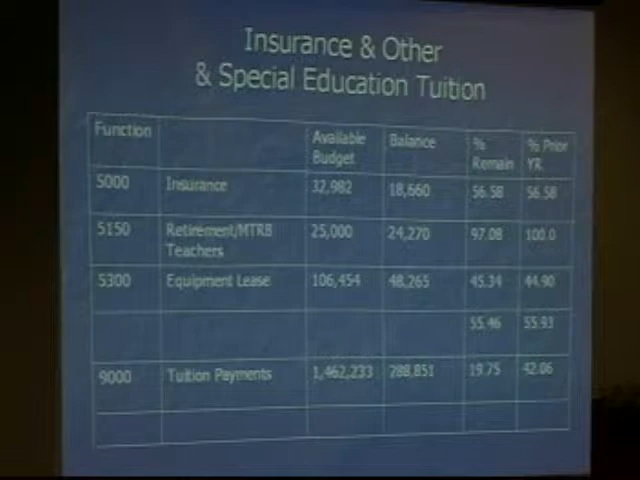 Insurance & Other
& Special Education Tuition
Function Available Budget Balance % Remain % Prior YR
5000 Insurance 32,982 18,660 56.58 56.58
5150 Retirement/MTRB Teachers 25,000 24,270 97.08 100.0
5300 Equipment Lease 106,454 48,265 45.34 44.90
55.46 55.93
9000 Tuition Payments 1,462,233 288,851 19.75 42.06